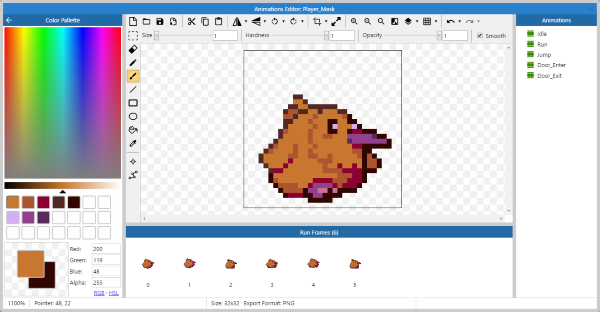 Animations Editor: Player_Mask
Color Palette
Size 1 Hardness 1 Opacity 1 Smooth
Animations
Idle
Run
Jump
Door_Enter
Door_Exit
Red: 200
Green: 119
Blue: 48
Alpha: 255
RGB - HSL
Run Frames (6)
0 1 2 3 4 5
1100% Pointer: 48, 22 Size: 32x32 Export Format: PNG